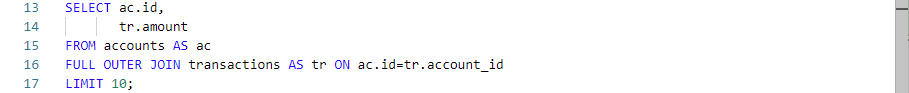 13 SELECT ac.id,
14 tr.amount
15 FROM accounts AS ac
16 FULL OUTER JOIN transactions AS tr ON ac.id=tr.account_id
17 LIMIT 10;